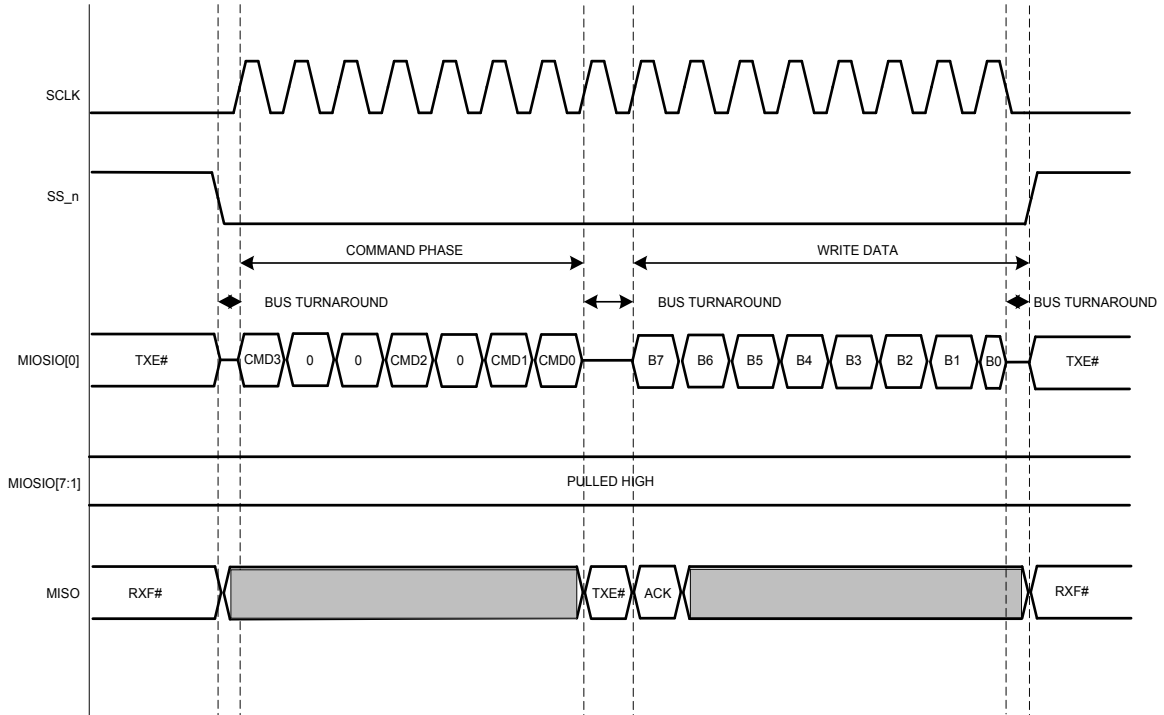 SCLK
SS_n
COMMAND PHASE WRITE DATA
BUS TURNAROUND BUS TURNAROUND BUS TURNAROUND
MIOSIO[0] TXE# CMD3 0 0 CMD2 0 CMD1 CMD0 B7 B6 B5 B4 B3 B2 B1 B0 TXE#
MIOSIO[7:1] PULLED HIGH
MISO RXF# TXE# ACK RXF#